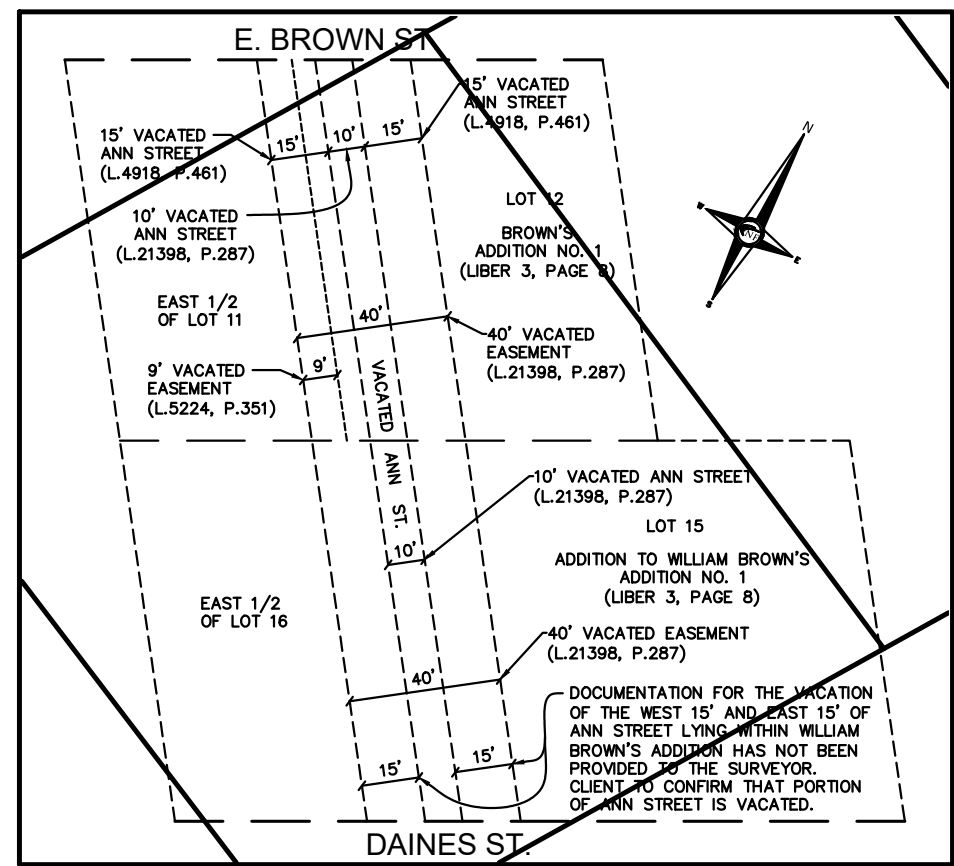 E. BROWN ST.
15' VACATED
ANN STREET
(L.4918, P.461)
15'
10'
15'
15' VACATED
ANN STREET
(L.4918, P.461)
10' VACATED
ANN STREET
(L.21398, P.287)
LOT 12
BROWN'S
ADDITION NO. 1
(LIBER 3, PAGE 8)
N
W
E
S
EAST 1/2
OF LOT 11
40'
40' VACATED
EASEMENT
(L.21398, P.287)
9' VACATED
EASEMENT
(L.5224, P.351)
9'
VACATED ANN ST.
10' VACATED ANN STREET
(L.21398, P.287)
LOT 15
10'
ADDITION TO WILLIAM BROWN'S
ADDITION NO. 1
(LIBER 3, PAGE 8)
EAST 1/2
OF LOT 16
40' VACATED EASEMENT
(L.21398, P.287)
40'
DOCUMENTATION FOR THE VACATION
OF THE WEST 15' AND EAST 15' OF
ANN STREET LYING WITHIN WILLIAM
BROWN'S ADDITION HAS NOT BEEN
PROVIDED TO THE SURVEYOR.
CLIENT TO CONFIRM THAT PORTION
OF ANN STREET IS VACATED.
15'
15'
DAINES ST.